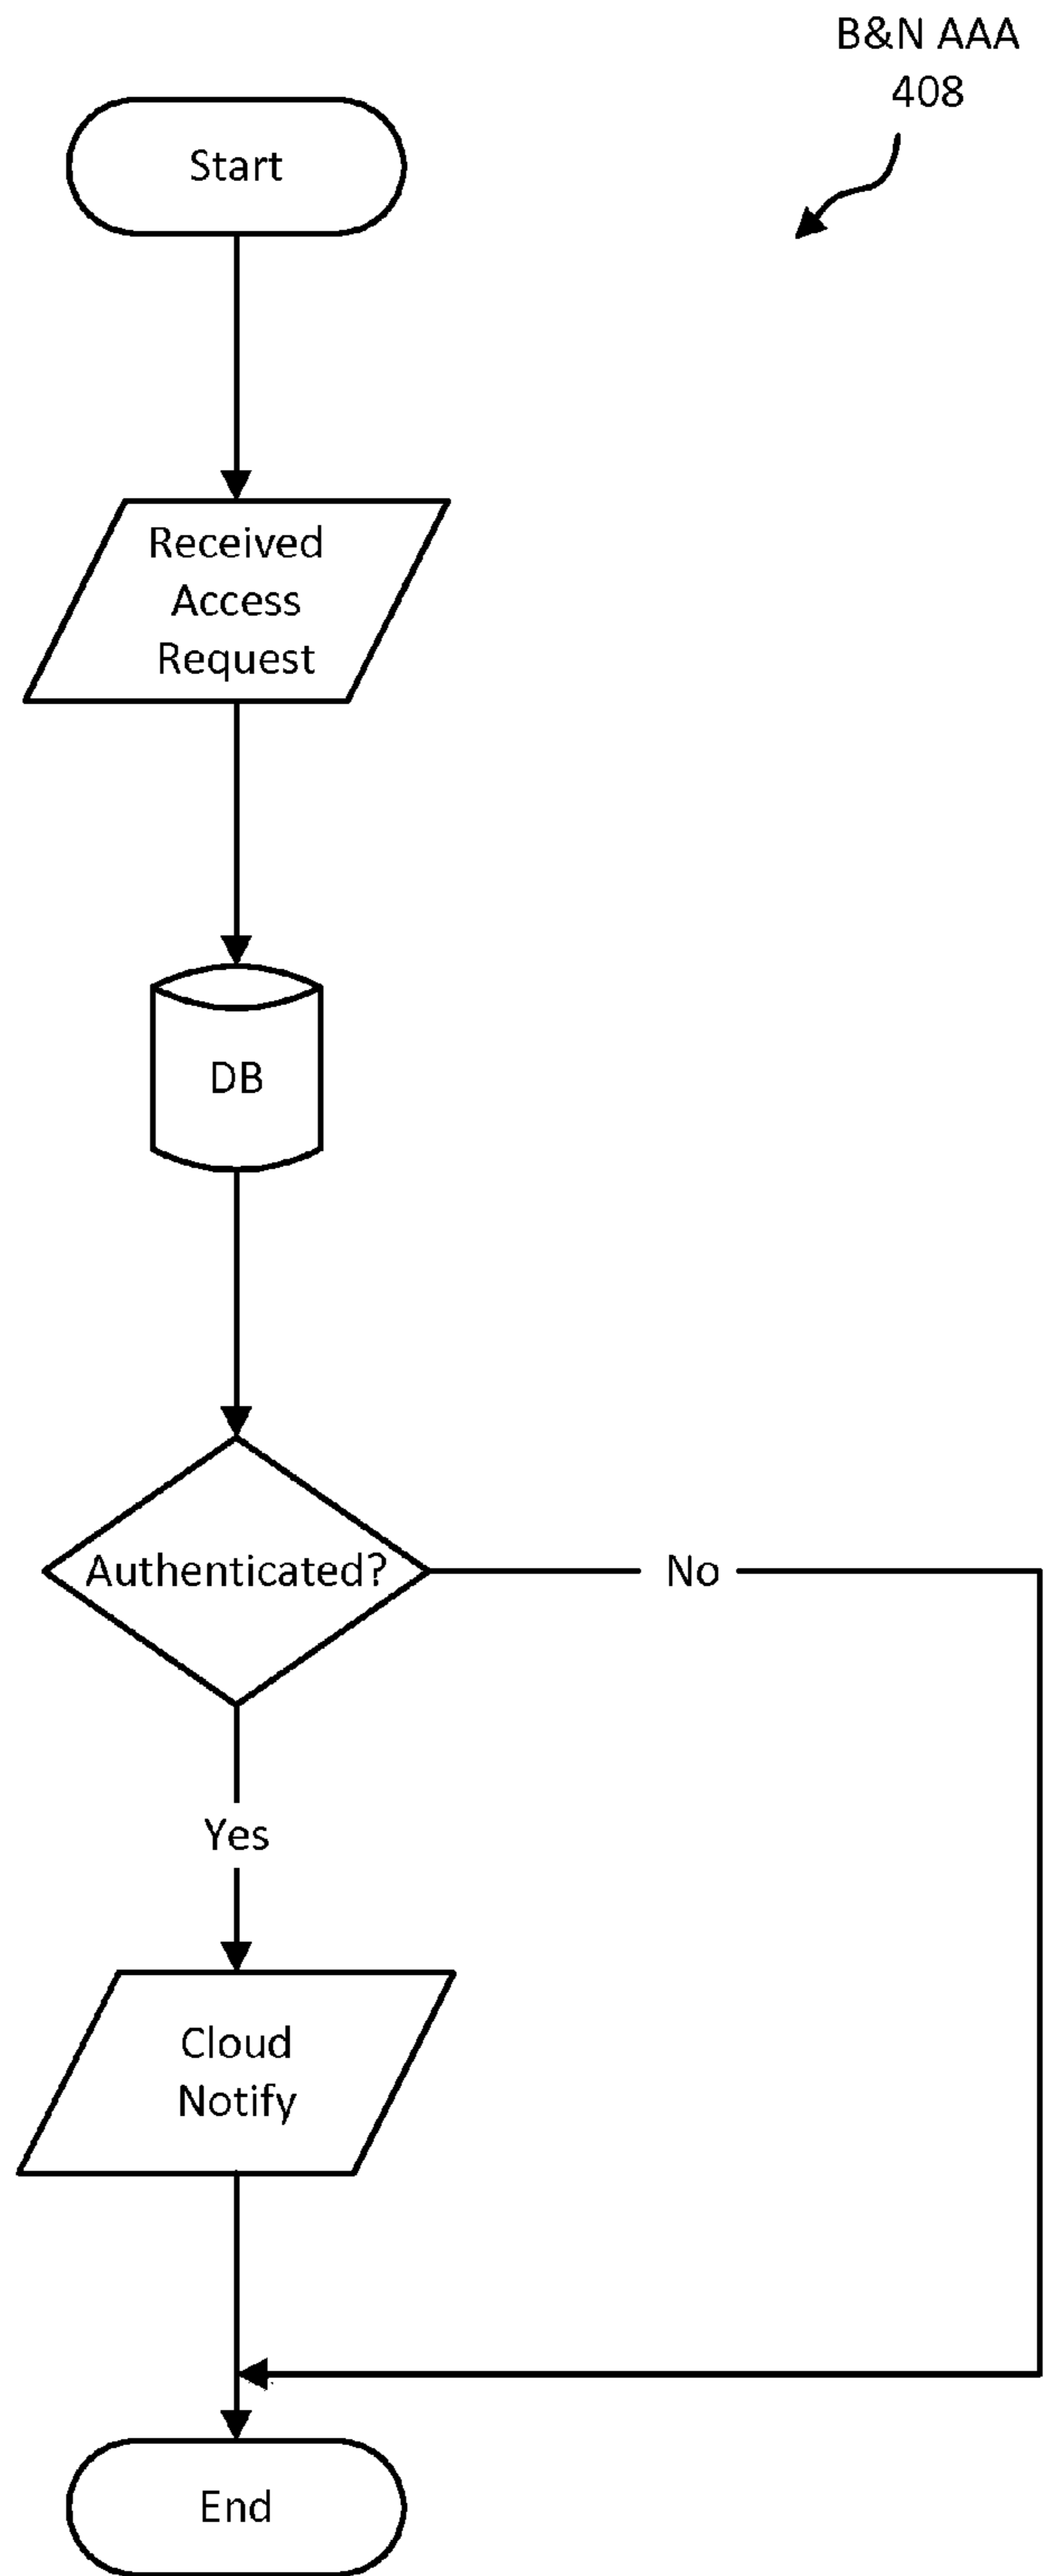 B&N AAA
408
Start
Received
Access
Request
DB
Authenticated?
No
Yes
Cloud
Notify
End